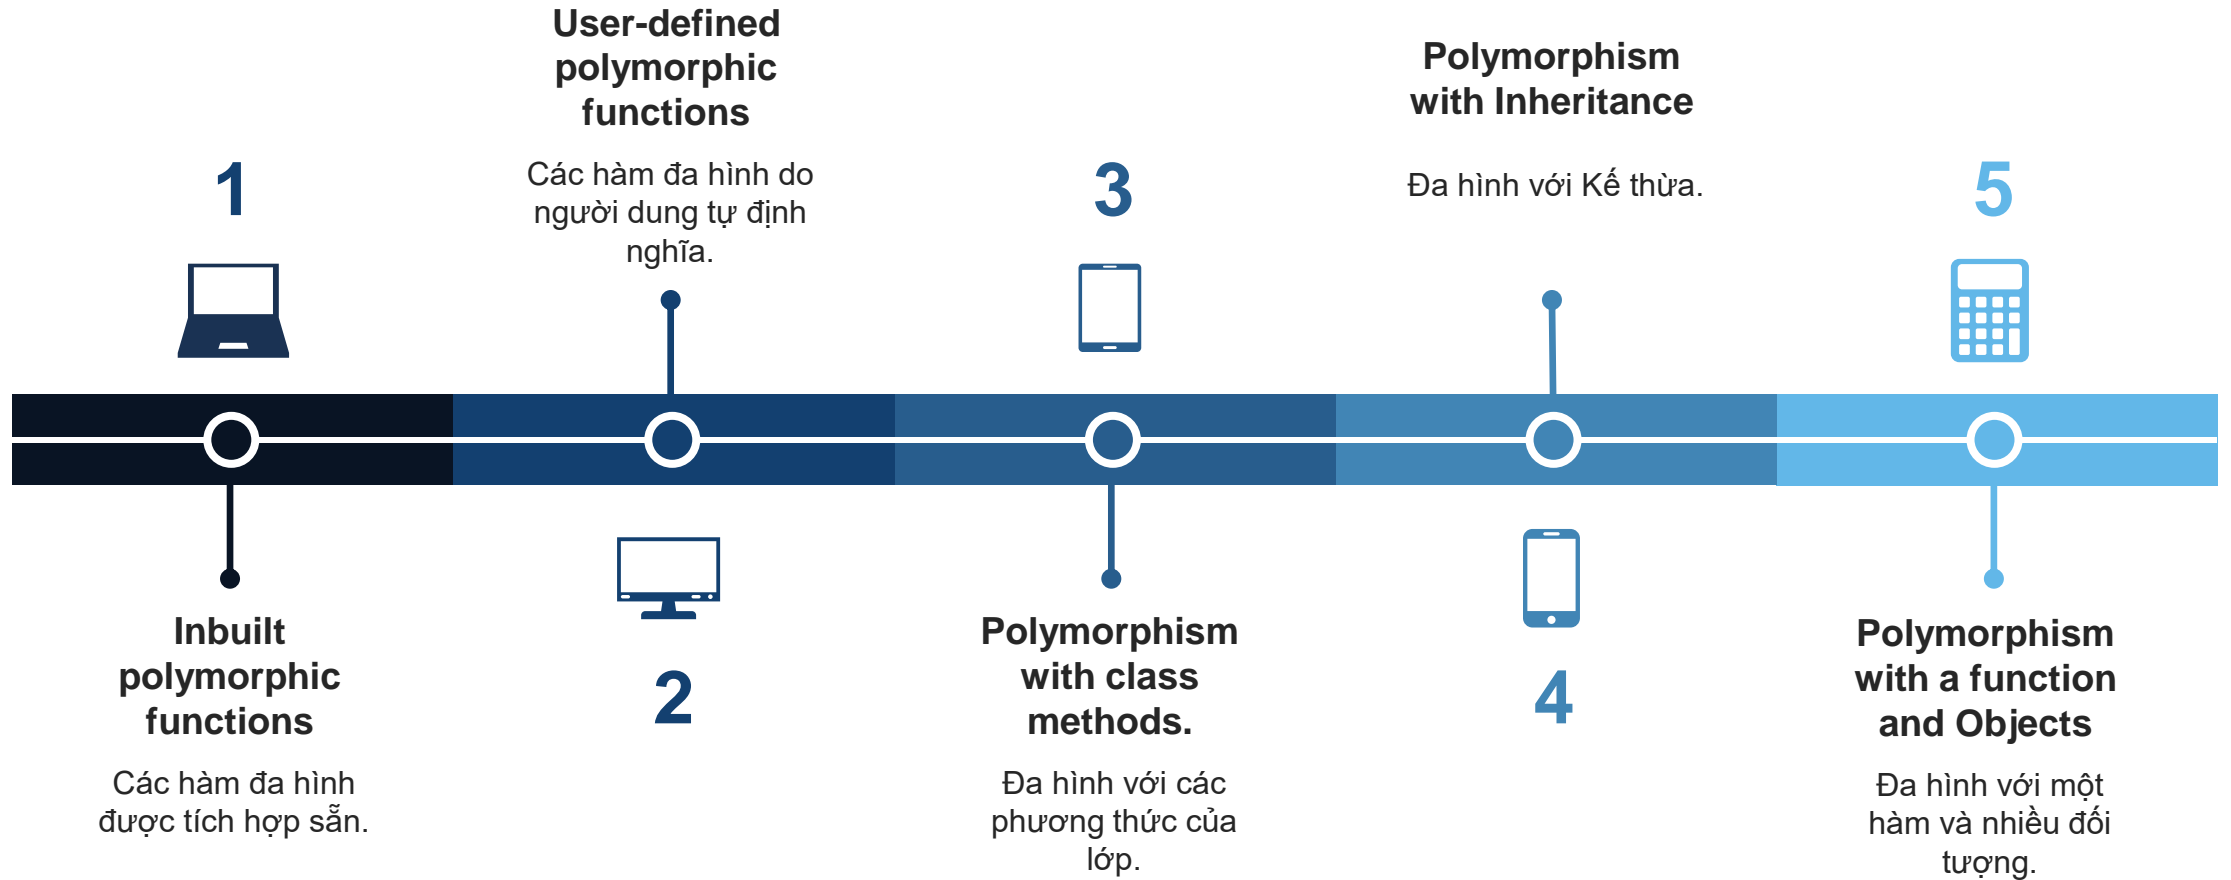 1
Inbuilt
polymorphic
functions
Các hàm đa hình
được tích hợp sẵn.
User-defined
polymorphic
functions
Các hàm đa hình do
người dung tự định
nghĩa.
2
3
Polymorphism
with class
methods.
Đa hình với các
phương thức của
lớp.
Polymorphism
with Inheritance
Đa hình với Kế thừa.
4
5
Polymorphism
with a function
and Objects
Đa hình với một
hàm và nhiều đối
tượng.